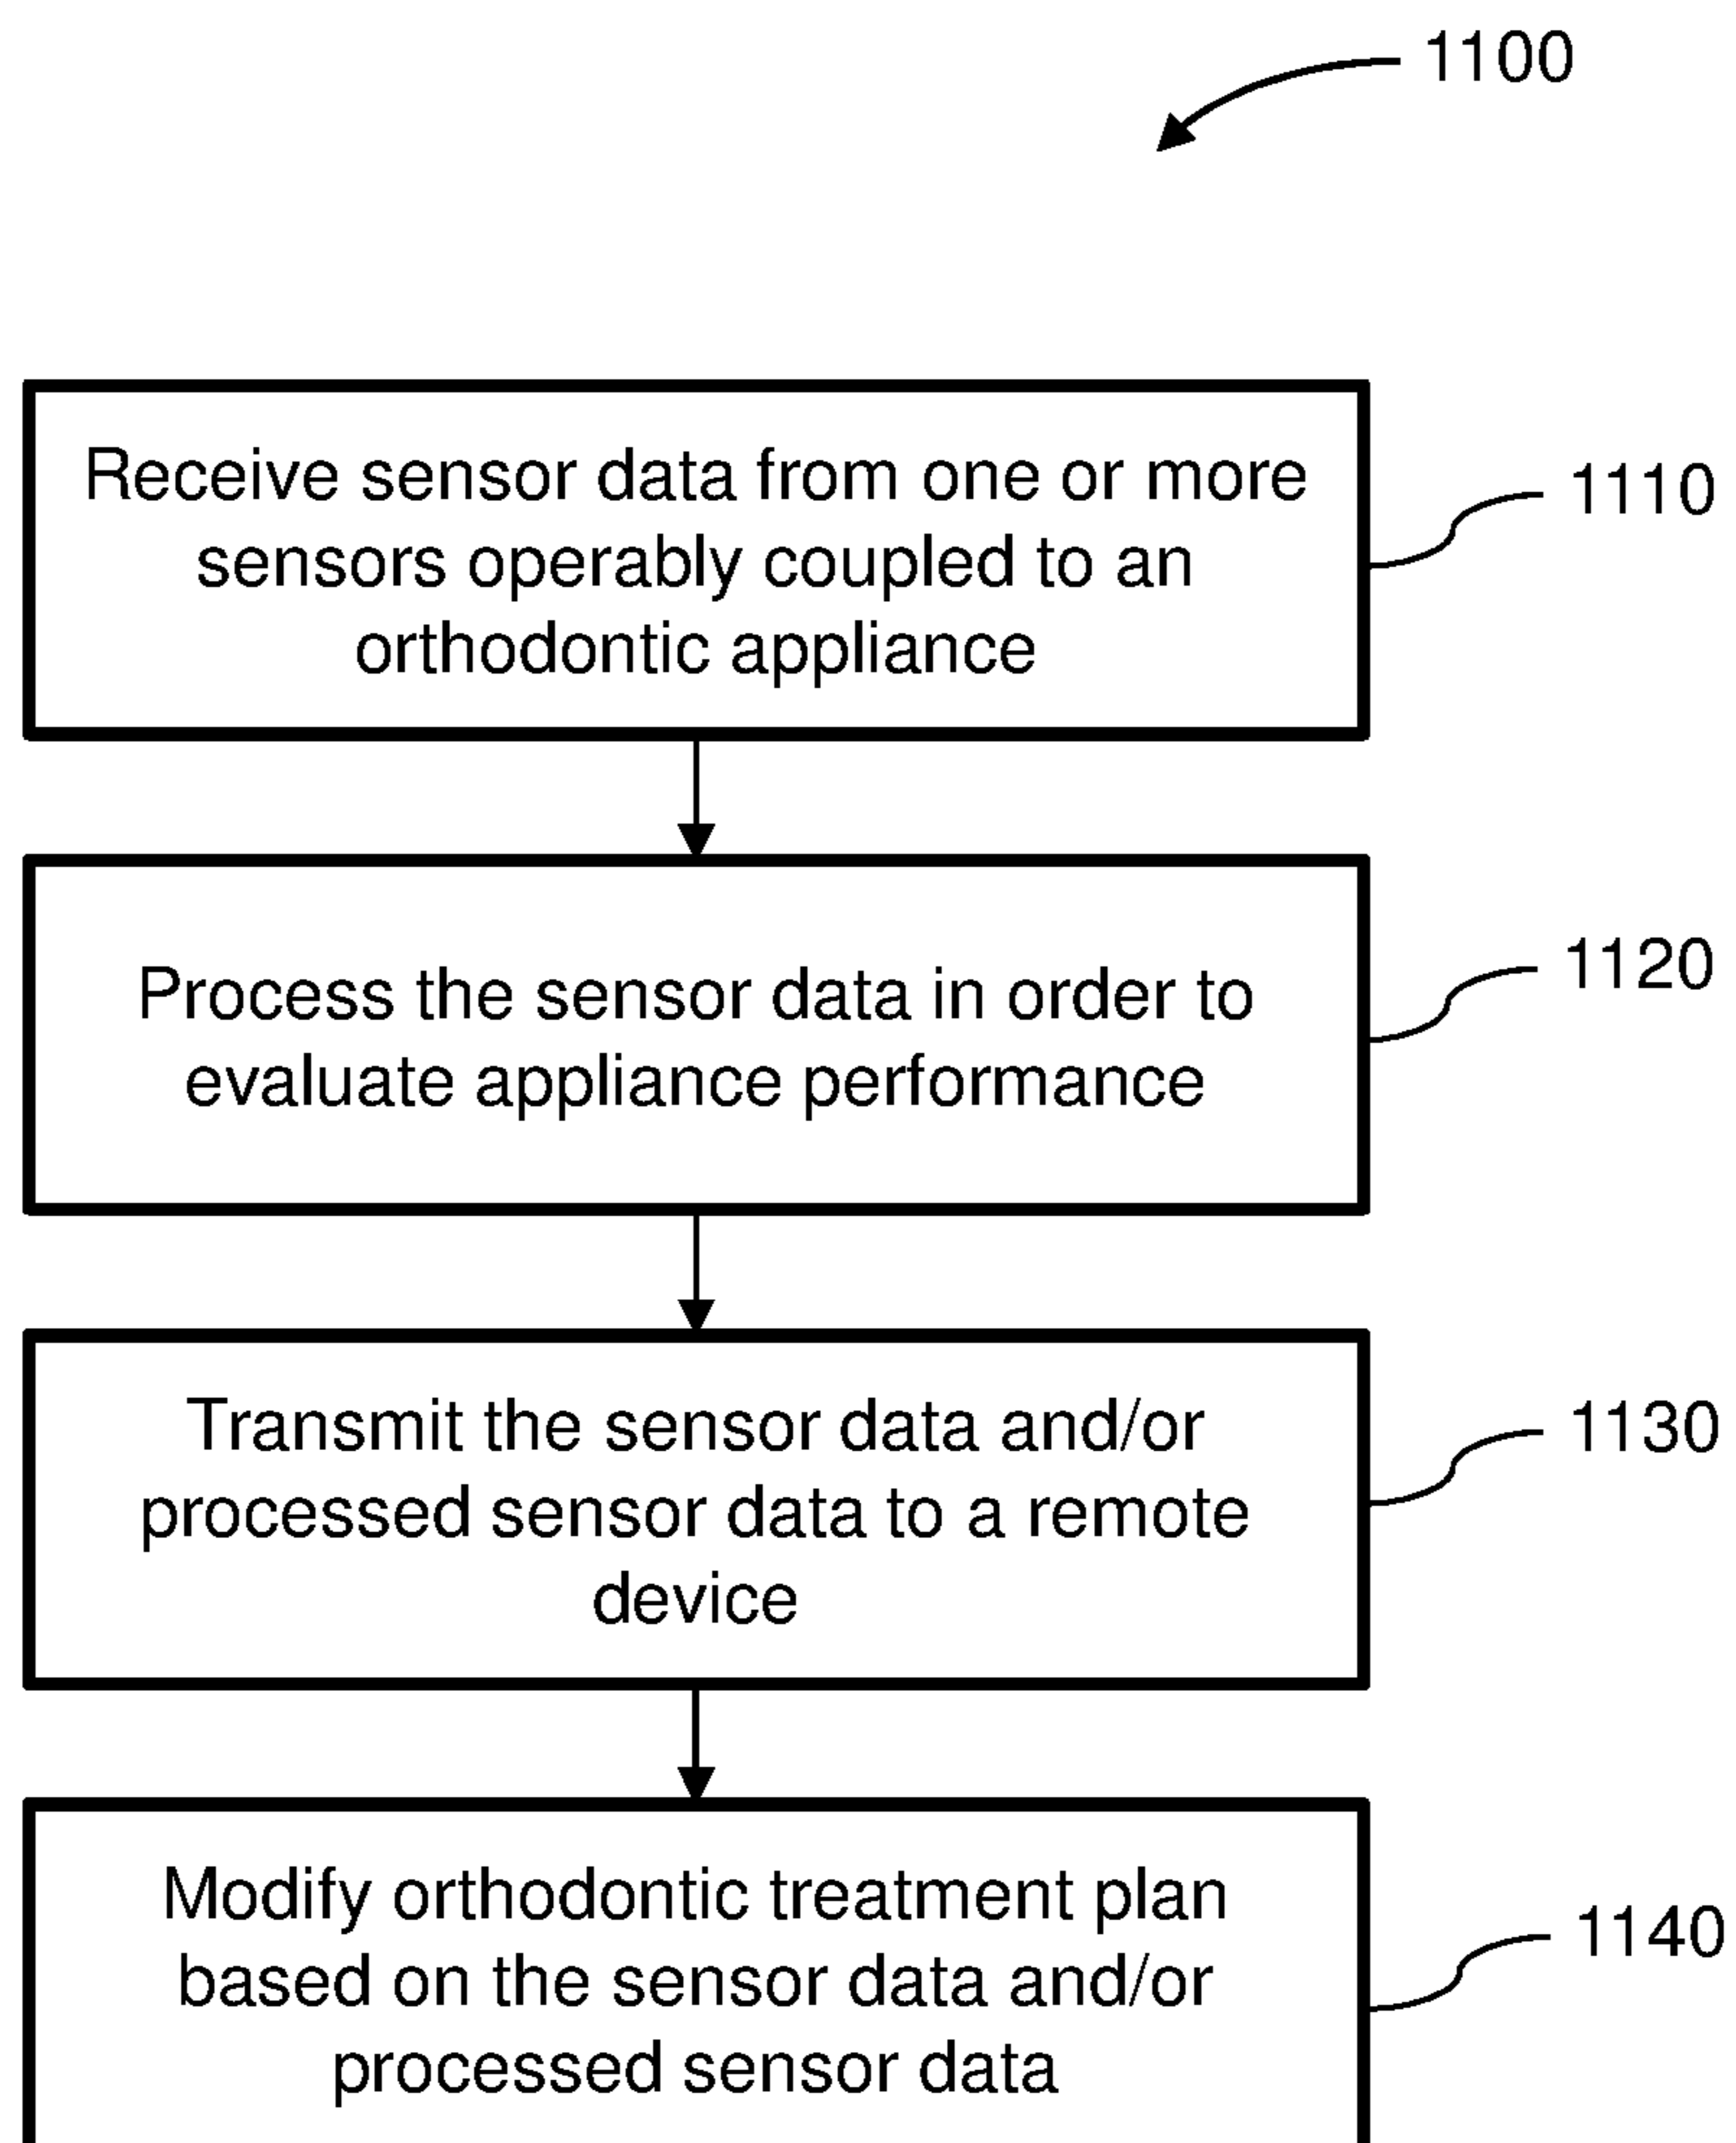 1100
Receive sensor data from one or more
sensors operably coupled to an
orthodontic appliance
1110
Process the sensor data in order to
evaluate appliance performance
1120
Transmit the sensor data and/or
processed sensor data to a remote
device
1130
Modify orthodontic treatment plan
based on the sensor data and/or
processed sensor data
1140